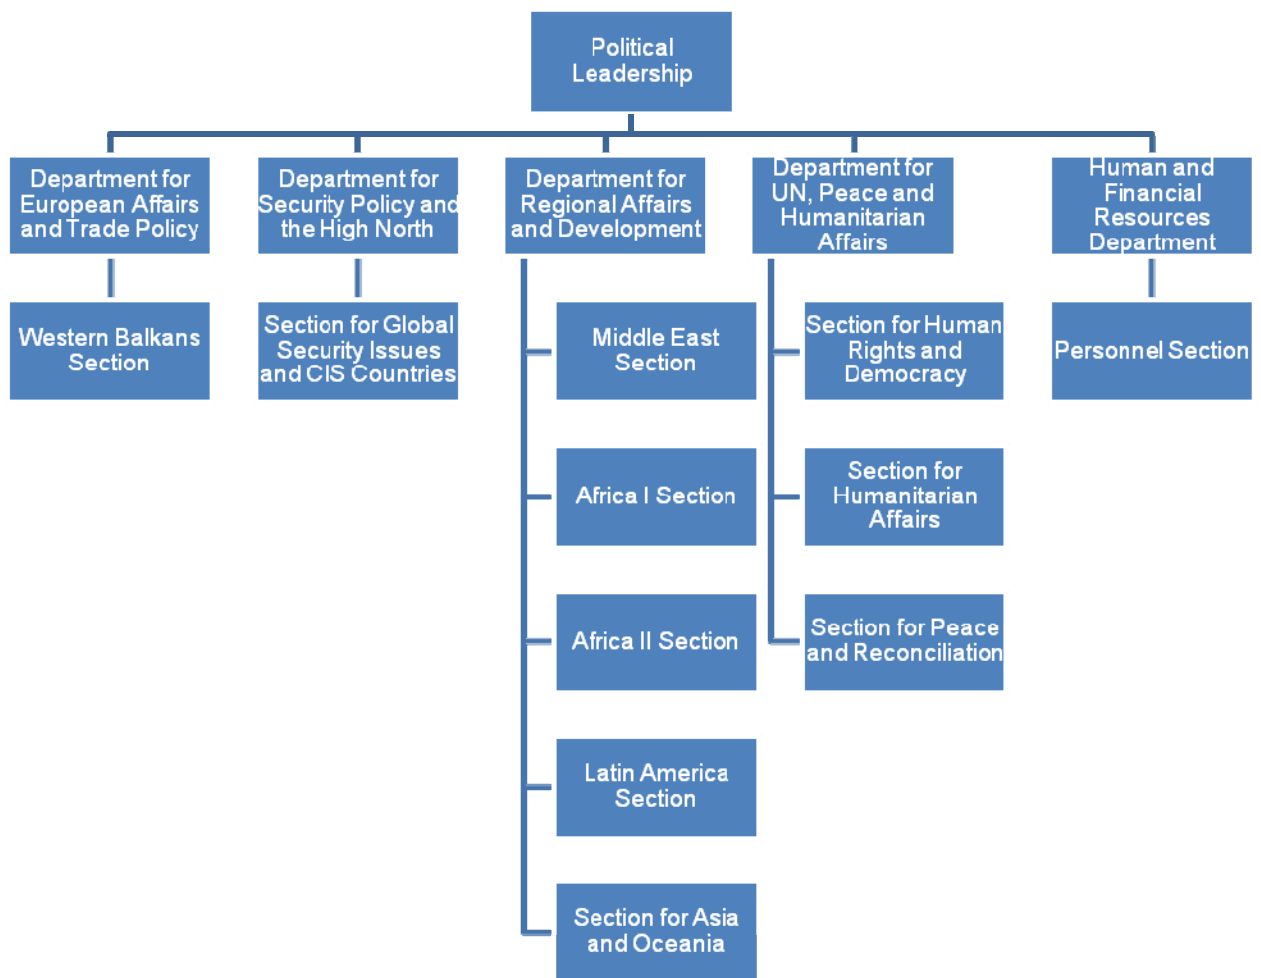 Political
Leadership
Department for
European Affairs
and Trade Policy
Department for
Security Policy and
the High North
Department for
Regional Affairs
and Development
Department for
UN, Peace and
Humanitarian
Affairs
Human and
Financial
Resources
Department
Western Balkans
Section
Section for Global
Security Issues
and CIS Countries
Middle East
Section
Section for Human
Rights and
Democracy
Personnel Section
Africa I Section
Section for
Humanitarian
Affairs
Africa II Section
Section for Peace
and Reconciliation
Latin America
Section
Section for Asia
and Oceania